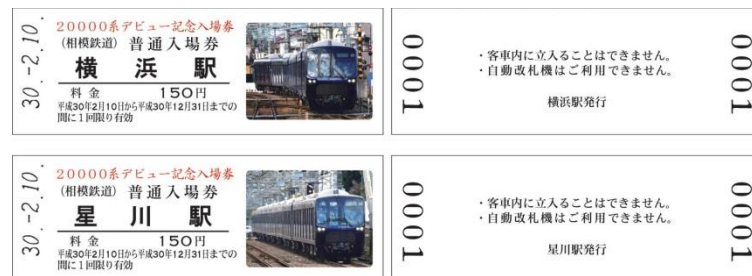 30.-2.10.
20000系デビュー記念入場券
(相模鉄道) 普通入場券
横浜駅
料金 150円
平成30年2月10日から平成30年12月31日までの
間に1回限り有効
0001
・客車内に立入ることはできません。
・自動改札機はご利用できません。
横浜駅発行
0001
30.-2.10.
20000系デビュー記念入場券
(相模鉄道) 普通入場券
星川駅
料金 150円
平成30年2月10日から平成30年12月31日までの
間に1回限り有効
0001
・客車内に立入ることはできません。
・自動改札機はご利用できません。
星川駅発行
0001